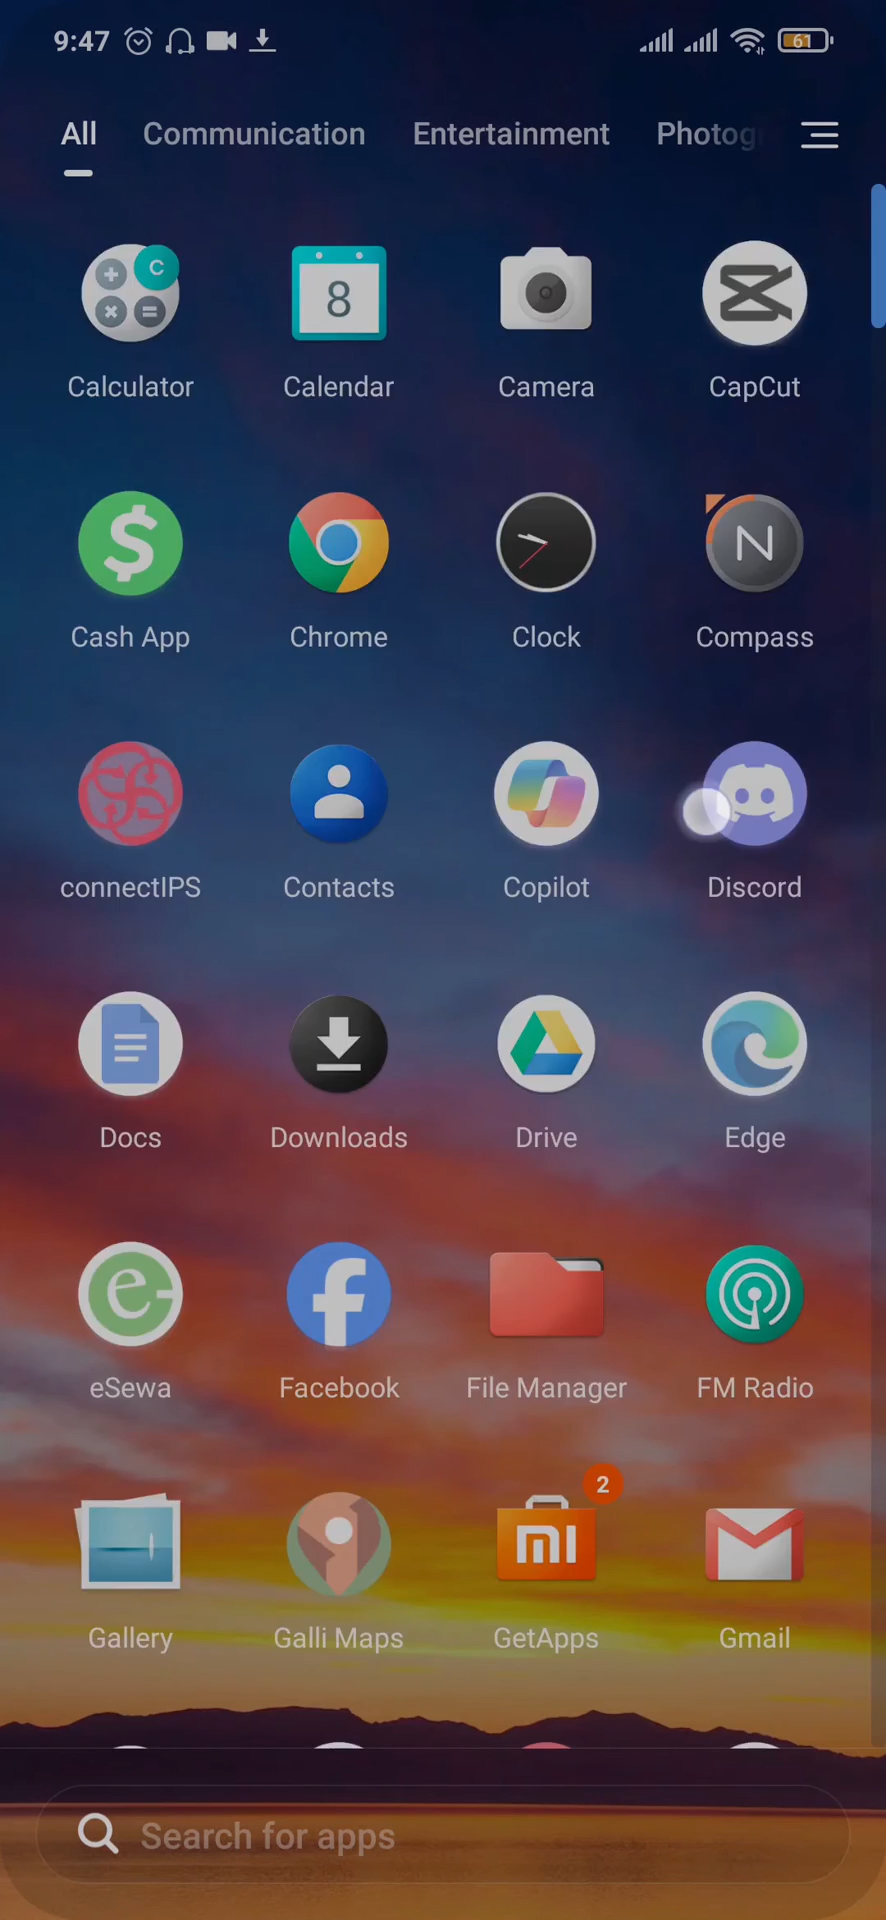 9:47 61
All Communication Entertainment Photog
C
8
Calculator Calendar Camera CapCut
N
Cash App Chrome Clock Compass
connectIPS Contacts Copilot Discord
Docs Downloads Drive Edge
eSewa Facebook File Manager FM Radio
2
Gallery Galli Maps GetApps Gmail
Search for apps